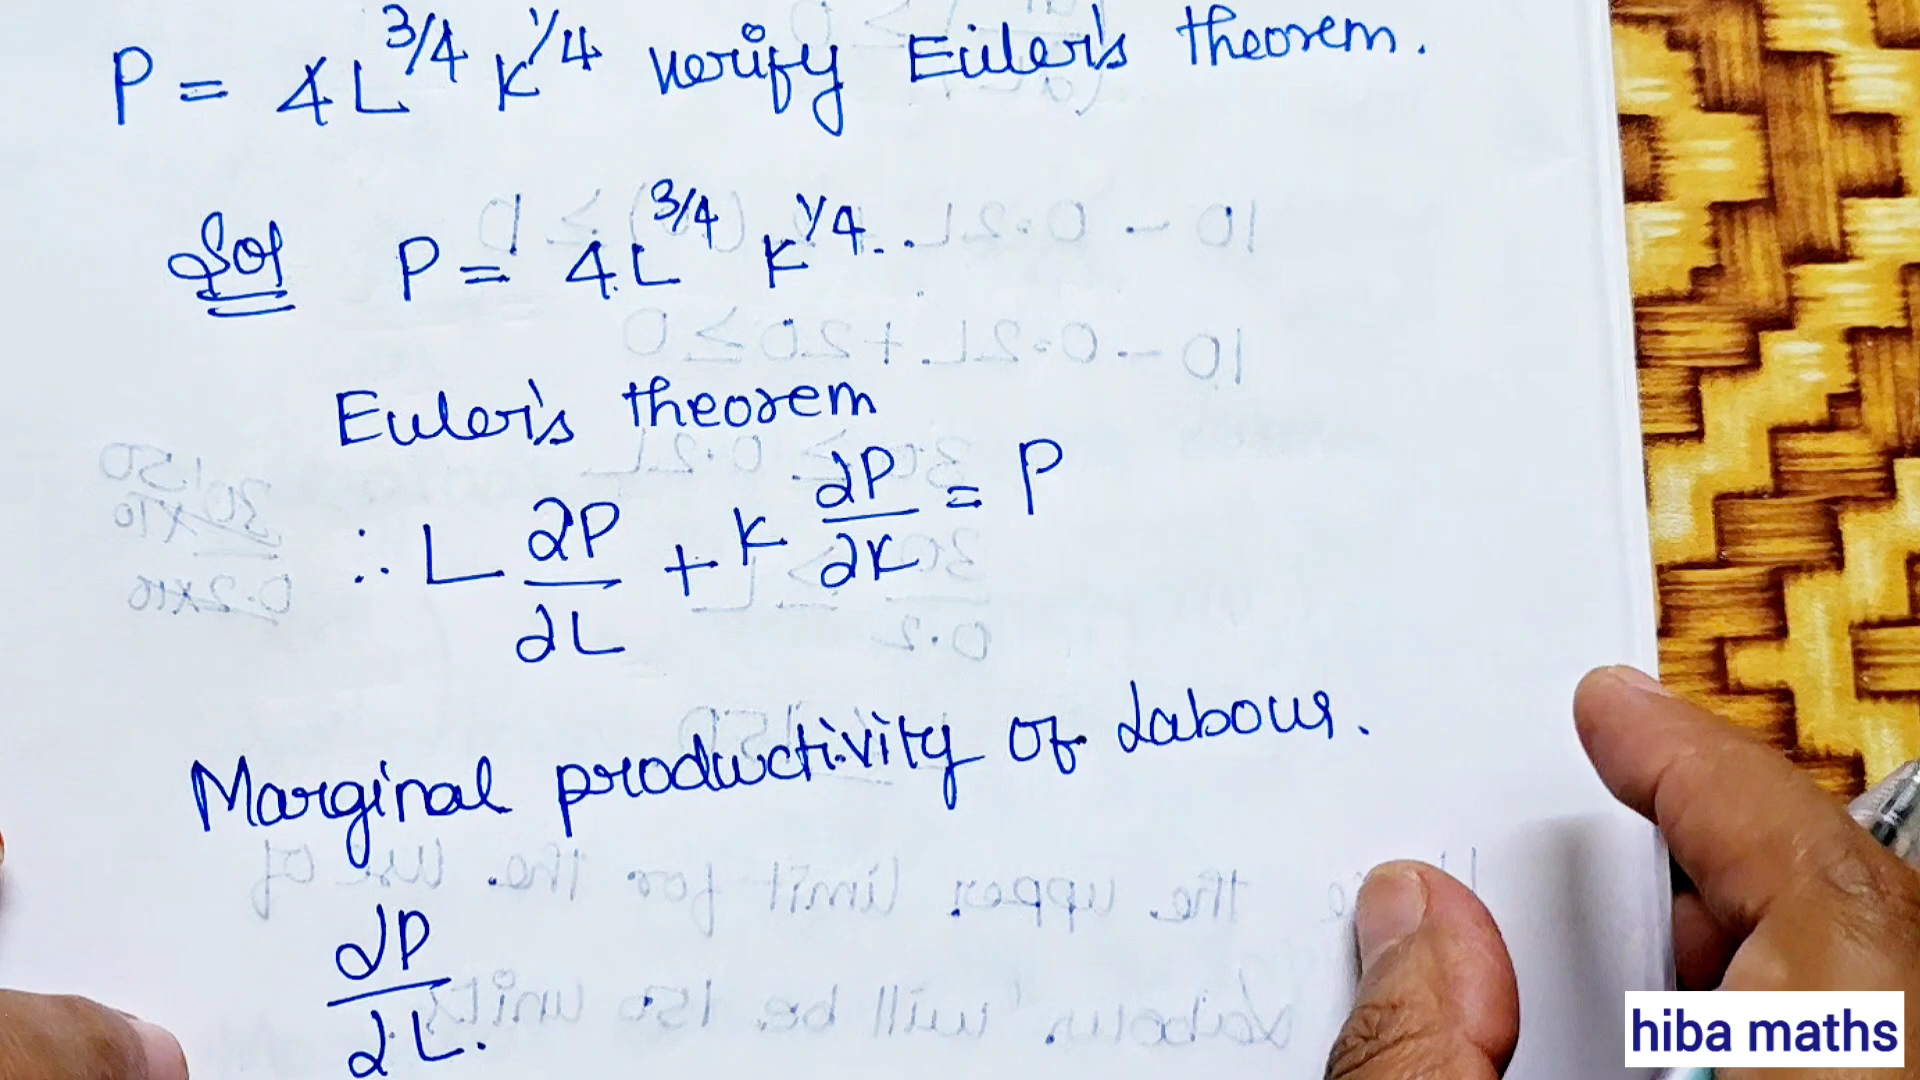 P = 4L^3/4 K^1/4 verify Euler's theorem.
Sol P = 4L^3/4 K^1/4.
Euler's theorem
∴ L ∂P/∂L + K ∂P/∂K = P
Marginal productivity of Labour.
∂P/∂L.
hiba maths